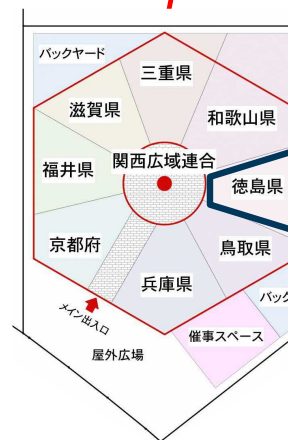 バックヤード
三重県
滋賀県
和歌山県
関西広域連合
福井県
徳島県
京都府
鳥取県
兵庫県
メイン出入口
バック
催事スペース
屋外広場